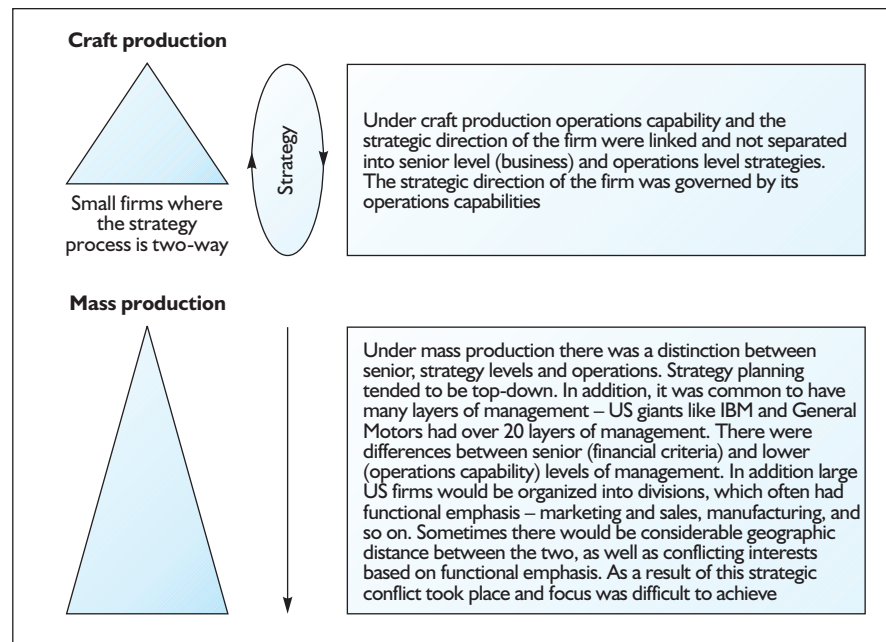 Craft production
Small firms where
the strategy
process is two-way
Strategy
Under craft production operations capability and the
strategic direction of the firm were linked and not separated
into senior level (business) and operations level strategies.
The strategic direction of the firm was governed by its
operations capabilities
Mass production
Under mass production there was a distinction between
senior, strategy levels and operations. Strategy planning
tended to be top-down. In addition, it was common to have
many layers of management – US giants like IBM and General
Motors had over 20 layers of management. There were
differences between senior (financial criteria) and lower
(operations capability) levels of management. In addition large
US firms would be organized into divisions, which often had
functional emphasis – marketing and sales, manufacturing, and
so on. Sometimes there would be considerable geographic
distance between the two, as well as conflicting interests
based on functional emphasis. As a result of this strategic
conflict took place and focus was difficult to achieve